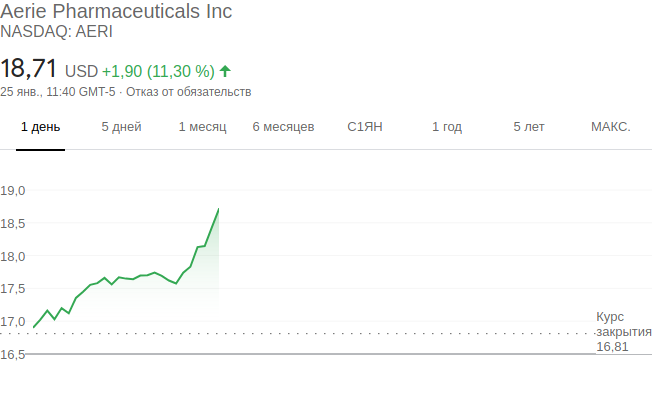 Aerie Pharmaceuticals Inc
NASDAQ: AERI
18,71 USD +1,90 (11,30 %)
25 янв., 11:40 GMT-5 · Отказ от обязательств
1 день 5 дней 1 месяц 6 месяцев С1ЯН 1 год 5 лет МАКС.
19,0
18,5
18,0
17,5
17,0
16,5
Курс
закрытия
16,81